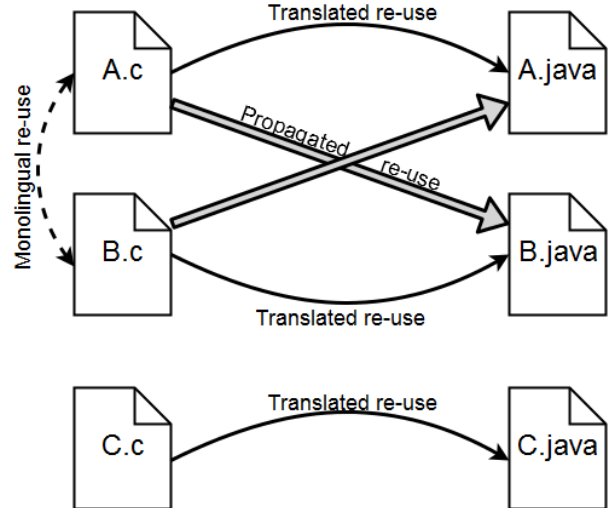 Translated re-use
A.c
A.java
Monolingual re-use
Propagated re-use
B.c
B.java
Translated re-use
Translated re-use
C.c
C.java